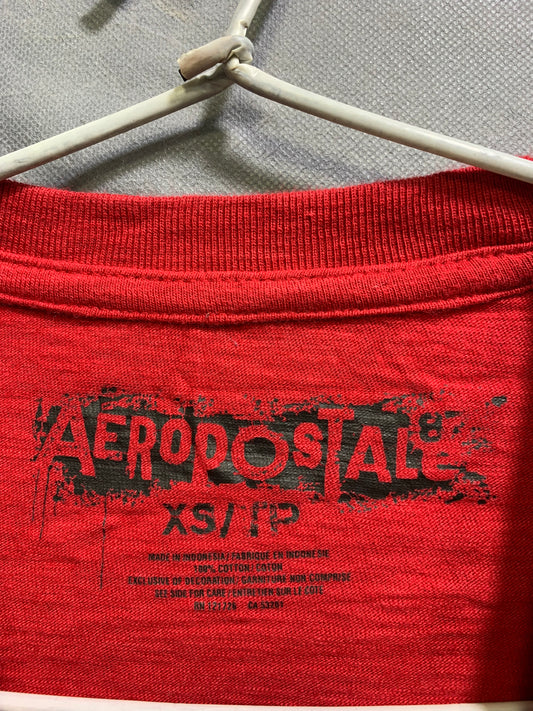 AEROPOSTALE
87
XS/TP
MADE IN INDONESIA / FABRIQUE EN INDONESIE
100% COTTON / COTON
EXCLUSIVE OF DECORATION / GARNITURE NON COMPRISE
SEE SIDE FOR CARE / ENTRETIEN SUR LE COTE
RN CA